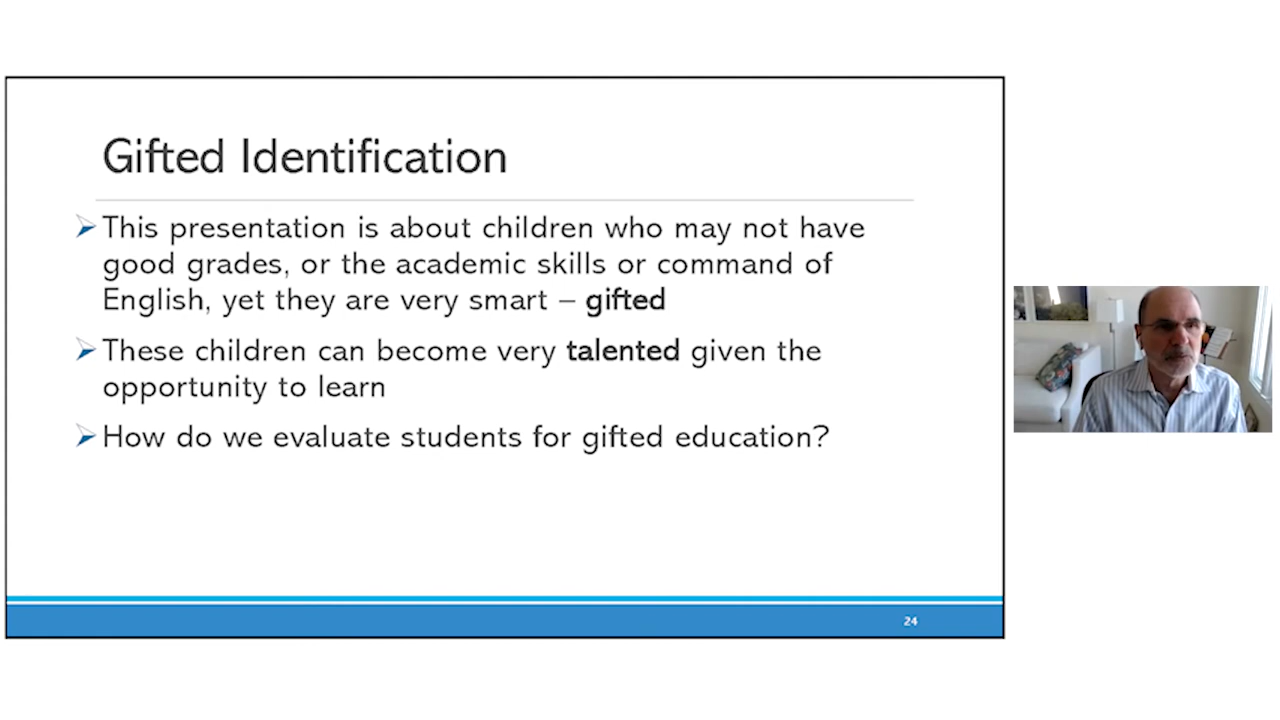 Gifted Identification
This presentation is about children who may not have
good grades, or the academic skills or command of
English, yet they are very smart – gifted
These children can become very talented given the
opportunity to learn
How do we evaluate students for gifted education?
24